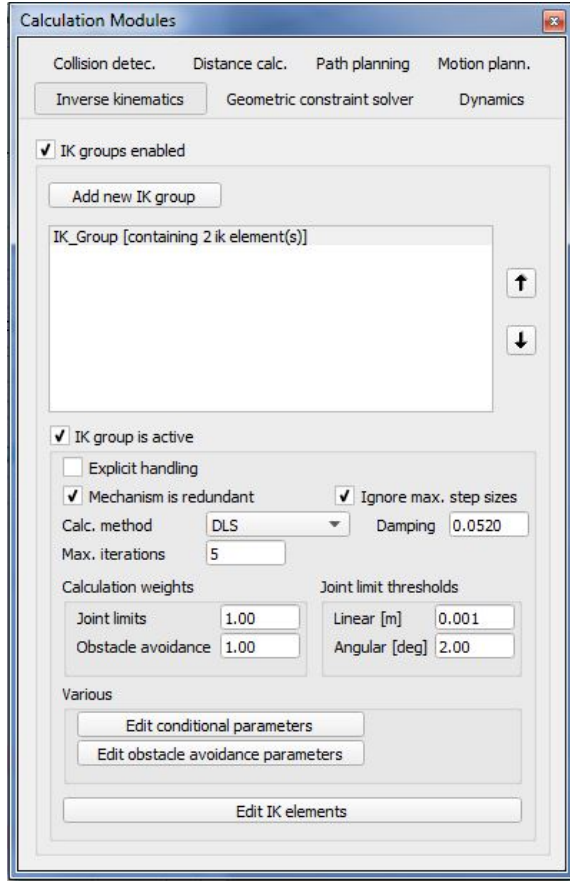 Calculation Modules
Collision detec. Distance calc. Path planning Motion plann.
Inverse kinematics Geometric constraint solver Dynamics
IK groups enabled
Add new IK group
IK_Group [containing 2 ik element(s)]
IK group is active
Explicit handling
Mechanism is redundant Ignore max. step sizes
Calc. method DLS Damping 0.0520
Max. iterations 5
Calculation weights Joint limit thresholds
Joint limits 1.00 Linear [m] 0.001
Obstacle avoidance 1.00 Angular [deg] 2.00
Various
Edit conditional parameters
Edit obstacle avoidance parameters
Edit IK elements